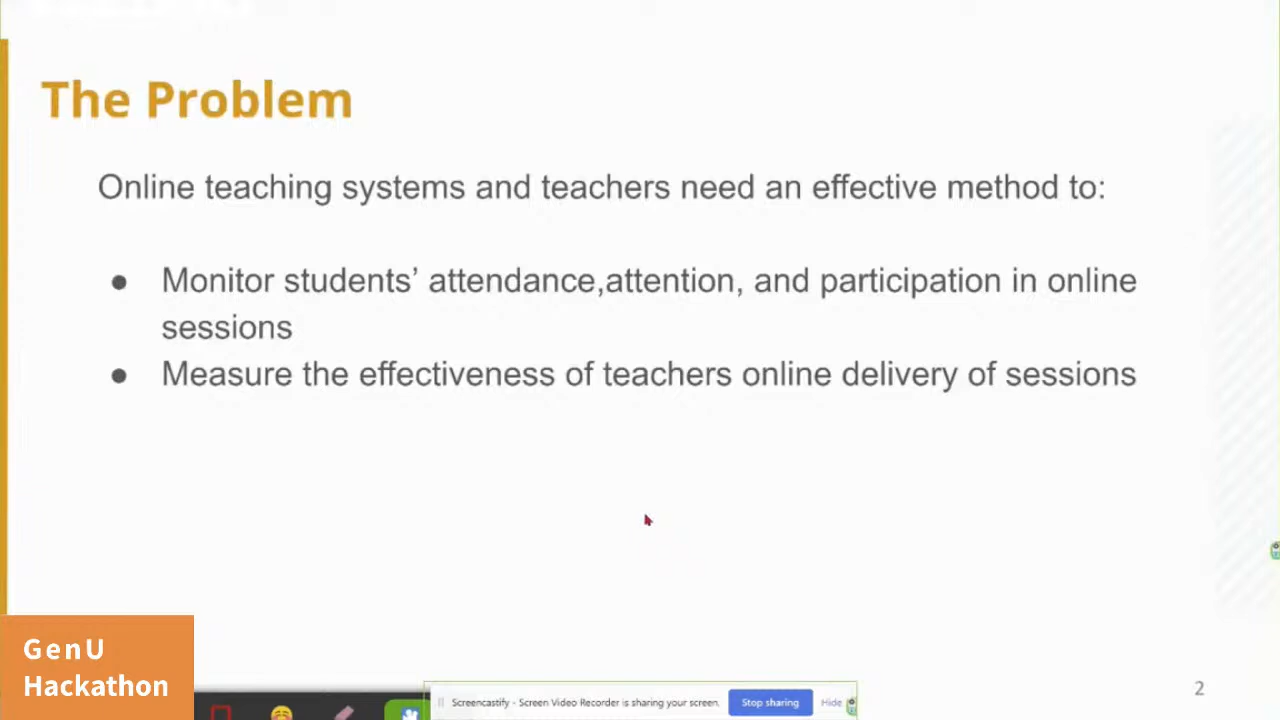 The Problem
Online teaching systems and teachers need an effective method to:
● Monitor students’ attendance,attention, and participation in online
sessions
● Measure the effectiveness of teachers online delivery of sessions
GenU
Hackathon
Screencastify - Screen Video Recorder is sharing your screen.
Stop sharing
Hide
2